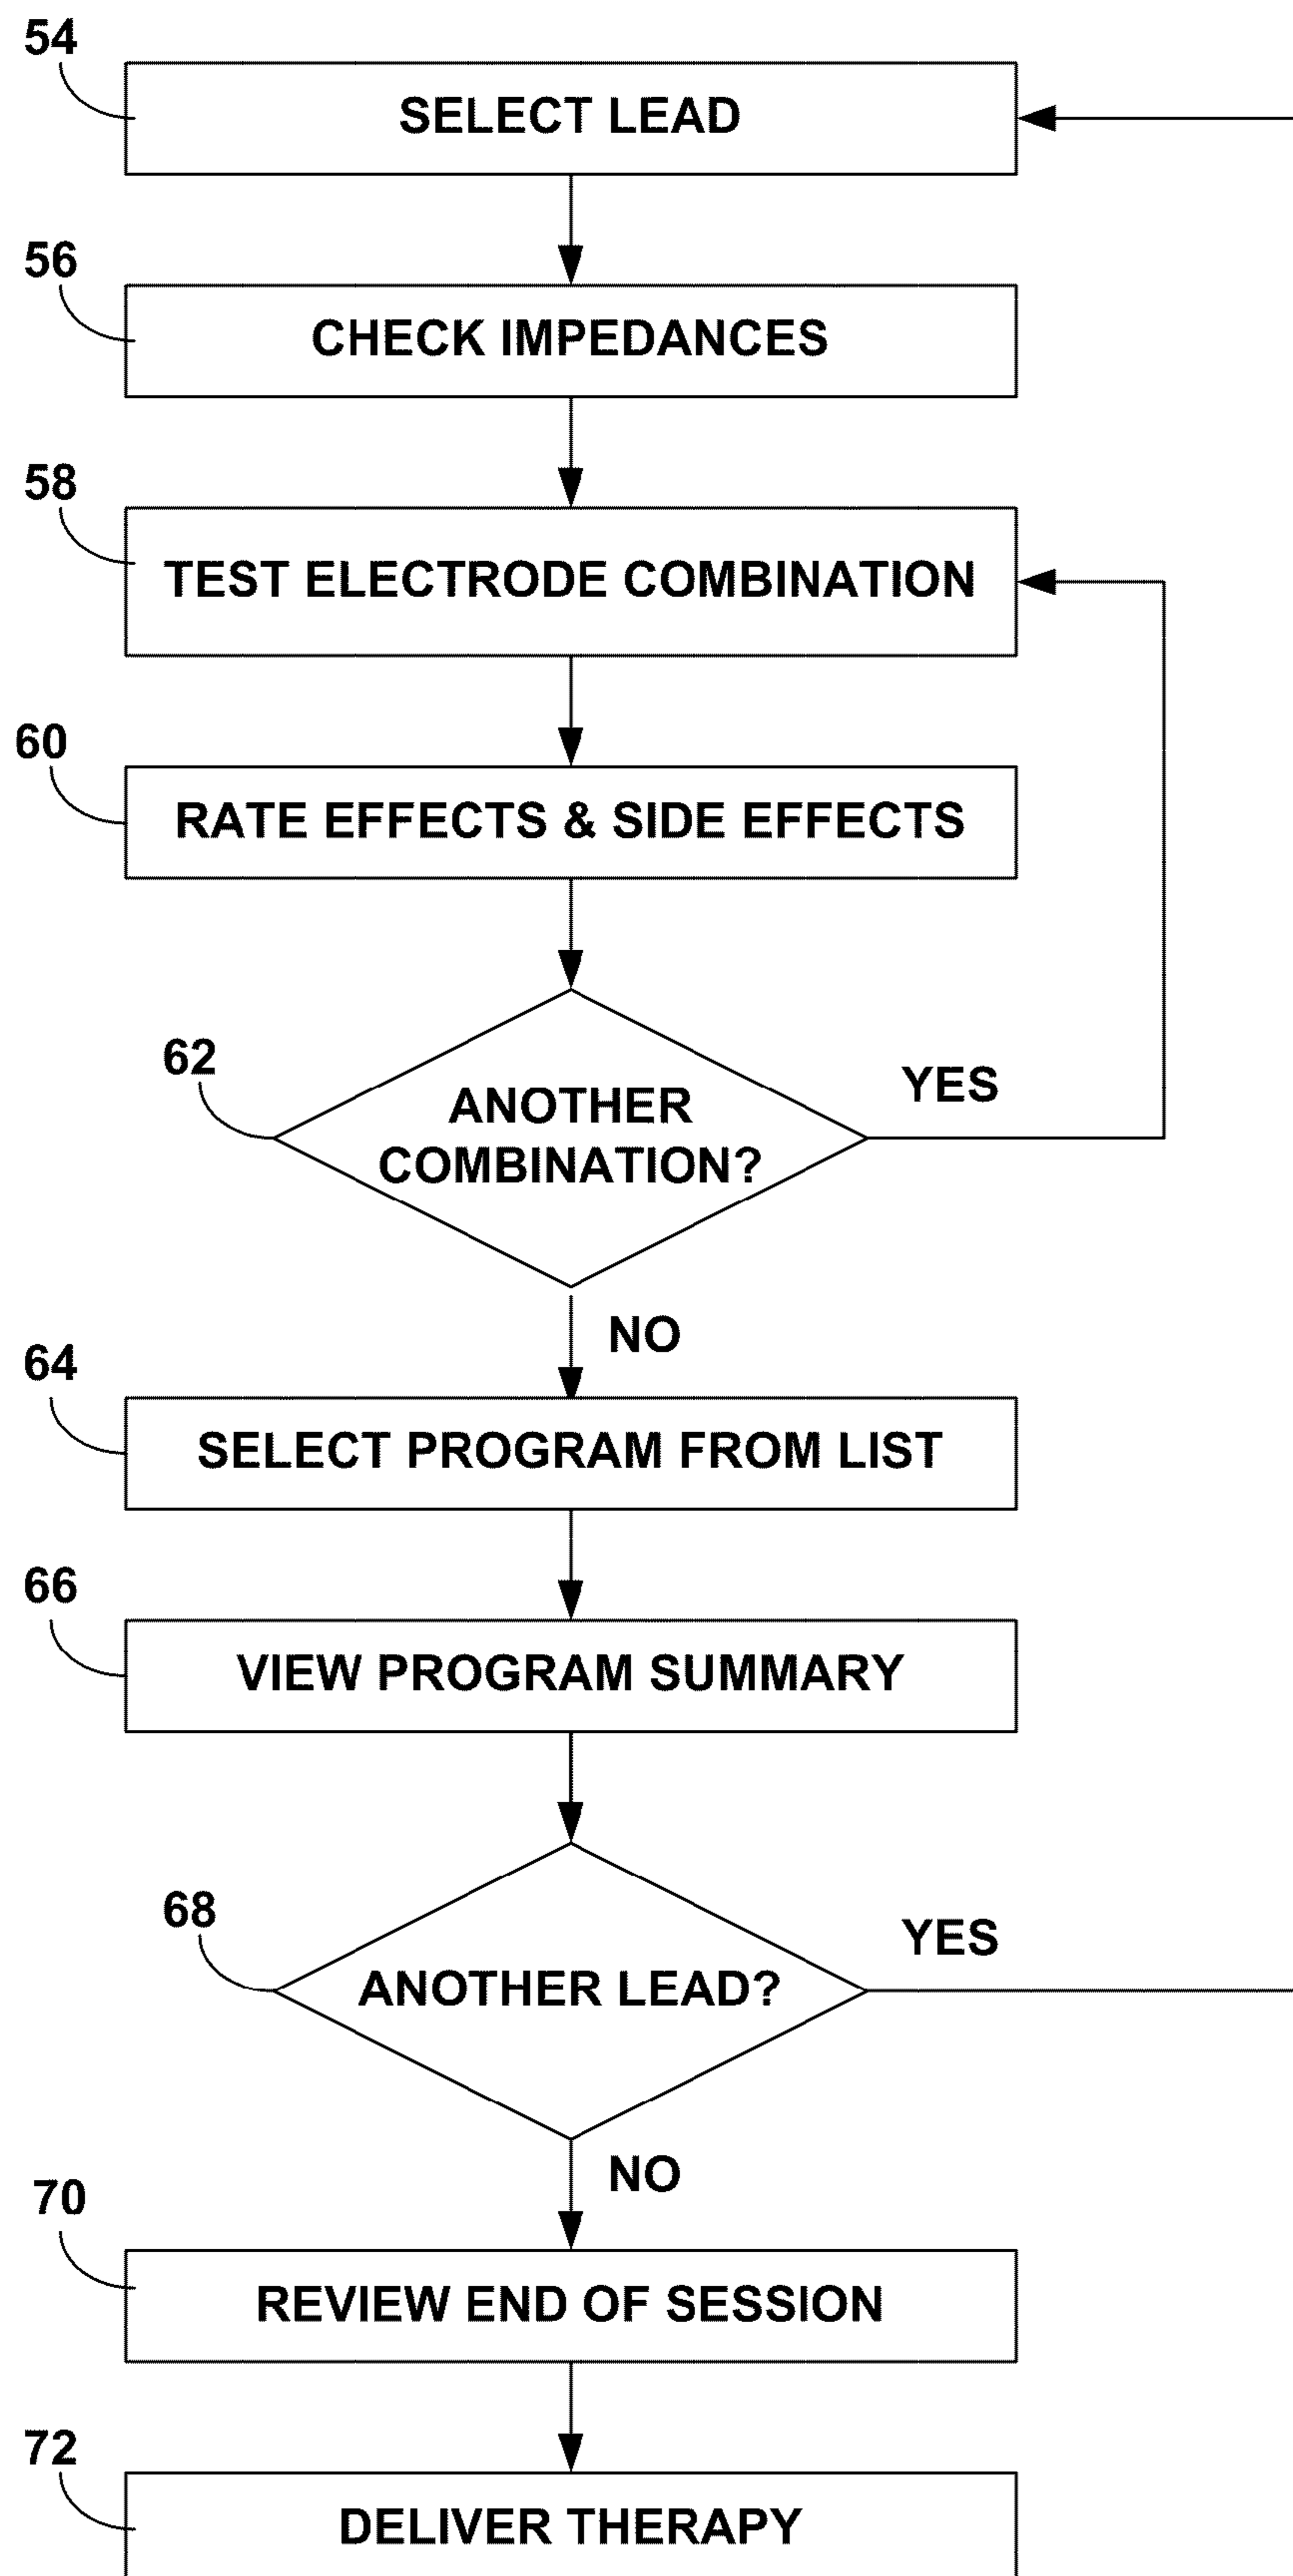 54
SELECT LEAD
56
CHECK IMPEDANCES
58
TEST ELECTRODE COMBINATION
60
RATE EFFECTS & SIDE EFFECTS
62
ANOTHER
COMBINATION?
YES
NO
64
SELECT PROGRAM FROM LIST
66
VIEW PROGRAM SUMMARY
68
ANOTHER LEAD?
YES
NO
70
REVIEW END OF SESSION
72
DELIVER THERAPY